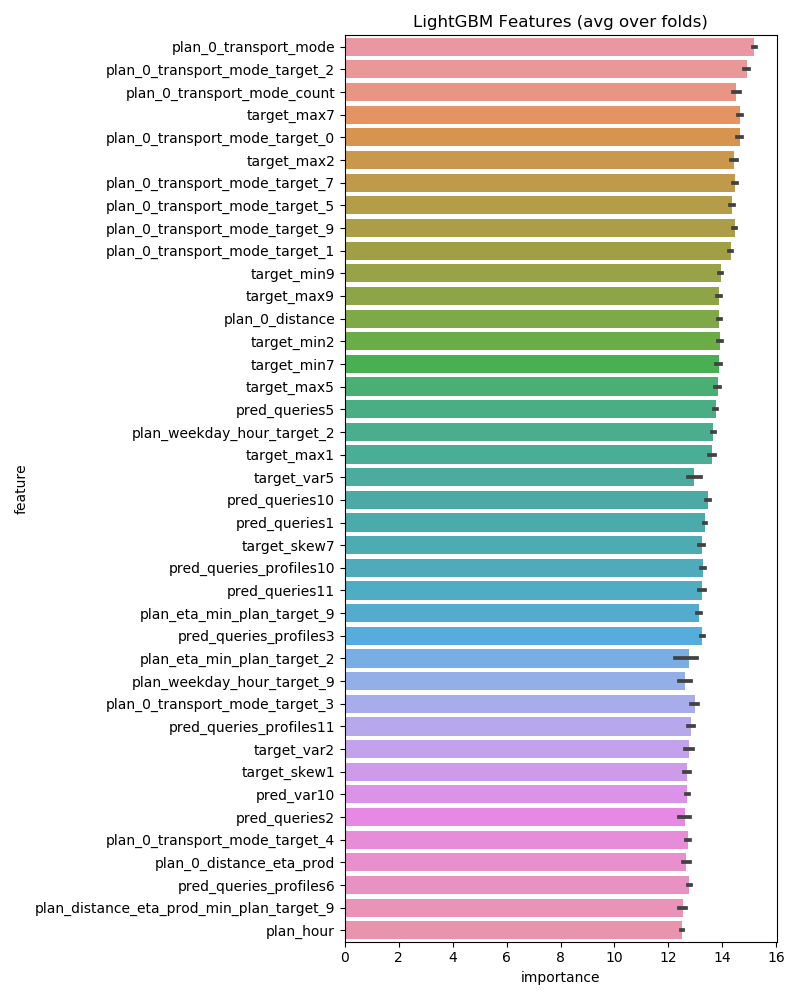 LightGBM Features (avg over folds)
plan_0_transport_mode
plan_0_transport_mode_target_2
plan_0_transport_mode_count
target_max7
plan_0_transport_mode_target_0
target_max2
plan_0_transport_mode_target_7
plan_0_transport_mode_target_5
plan_0_transport_mode_target_9
plan_0_transport_mode_target_1
target_min9
target_max9
plan_0_distance
target_min2
target_min7
target_max5
pred_queries5
plan_weekday_hour_target_2
target_max1
target_var5
pred_queries10
pred_queries1
target_skew7
pred_queries_profiles10
pred_queries11
plan_eta_min_plan_target_9
pred_queries_profiles3
plan_eta_min_plan_target_2
plan_weekday_hour_target_9
plan_0_transport_mode_target_3
pred_queries_profiles11
target_var2
target_skew1
pred_var10
pred_queries2
plan_0_transport_mode_target_4
plan_0_distance_eta_prod
pred_queries_profiles6
plan_distance_eta_prod_min_plan_target_9
plan_hour
feature
0 2 4 6 8 10 12 14 16
importance